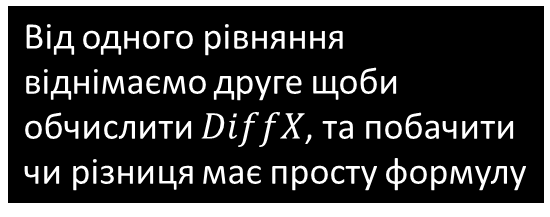 Від одного рівняння
віднімаємо друге щоби
обчислити DiffX, та побачити
чи різниця має просту формулу